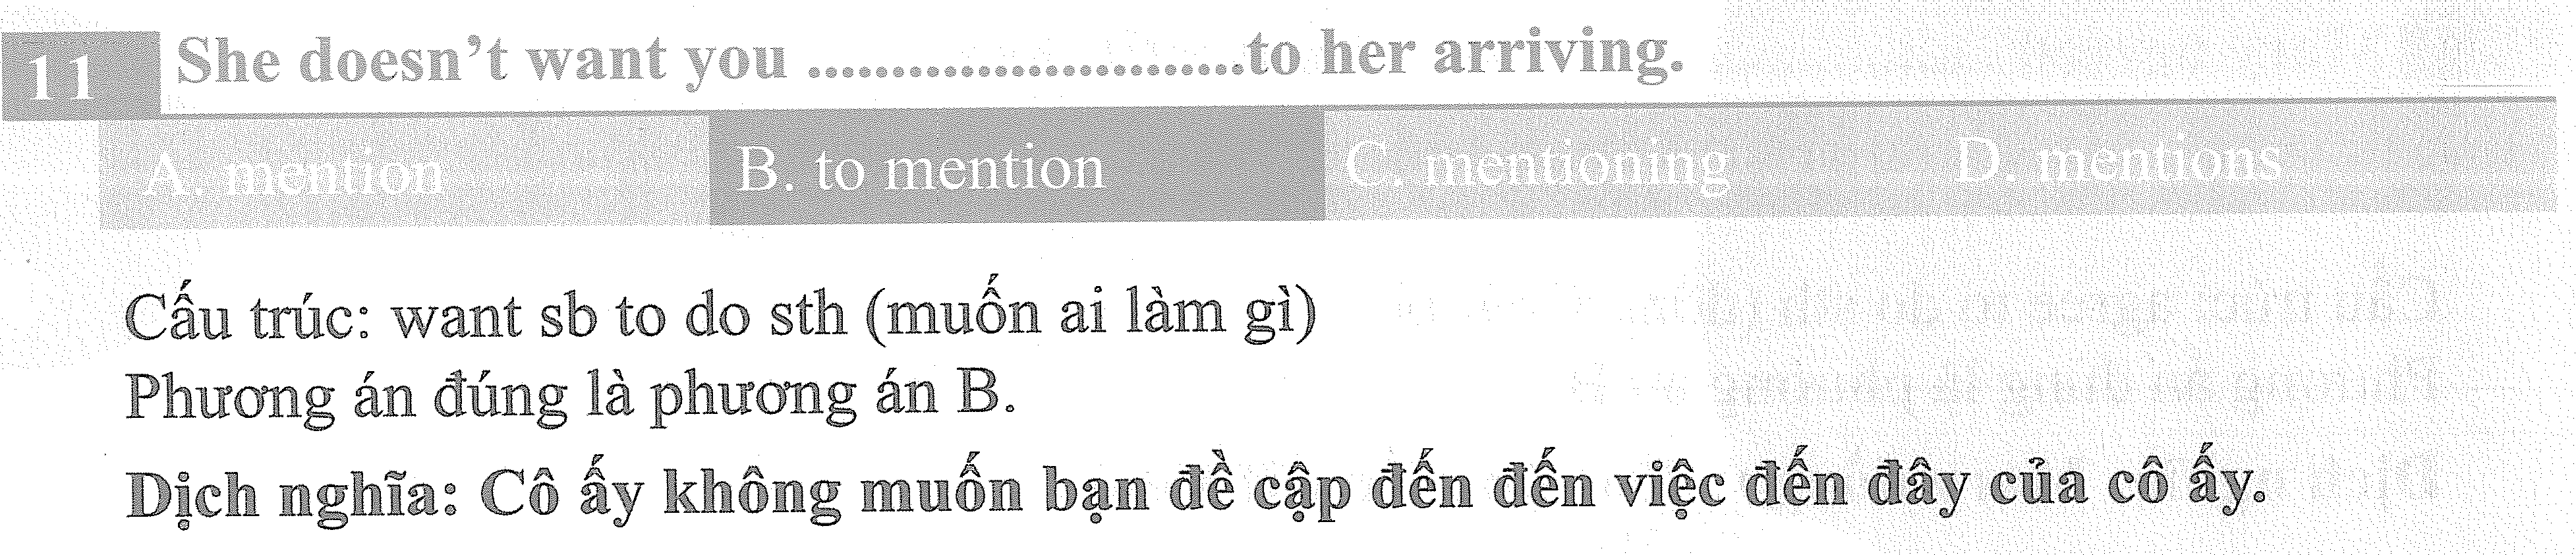 11 She doesn't want you ..........................to her arriving.
A. mention B. to mention C. mentioning D. mentions
Cấu trúc: want sb to do sth (muốn ai làm gì)
Phương án đúng là phương án B.
Dịch nghĩa: Cô ấy không muốn bạn đề cập đến đến việc đến đây của cô ấy.